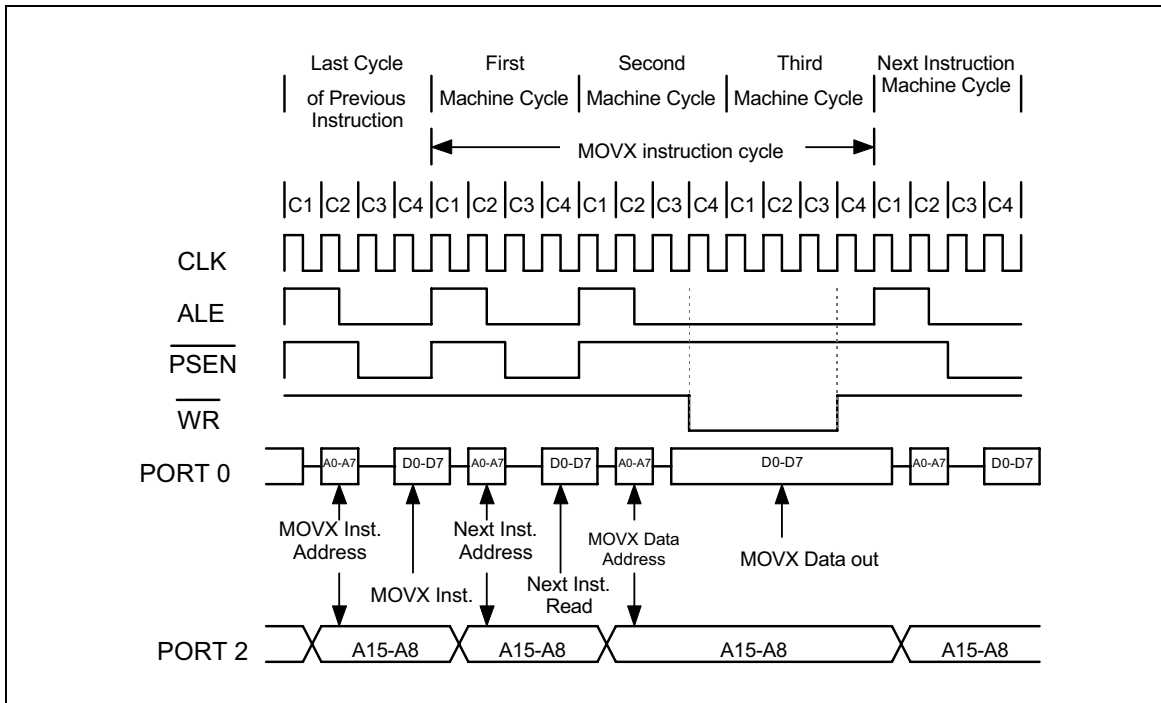 Last Cycle
of Previous
Instruction
First
Machine Cycle
Second
Machine Cycle
Third
Machine Cycle
Next Instruction
Machine Cycle
MOVX instruction cycle
C1 C2 C3 C4 C1 C2 C3 C4 C1 C2 C3 C4 C1 C2 C3 C4 C1 C2 C3 C4
CLK
ALE
PSEN
WR
PORT 0
A0-A7 D0-D7 A0-A7 D0-D7 A0-A7 D0-D7 A0-A7 D0-D7
MOVX Inst.
Address
MOVX Inst.
Next Inst.
Address
Next Inst.
Read
MOVX Data
Address
MOVX Data out
PORT 2
A15-A8 A15-A8 A15-A8 A15-A8